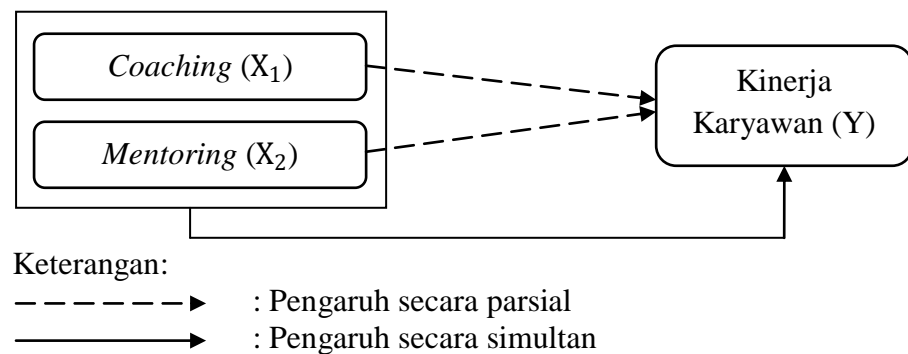 Coaching (X₁)
Mentoring (X₂)
Kinerja
Karyawan (Y)
Keterangan:
: Pengaruh secara parsial
: Pengaruh secara simultan